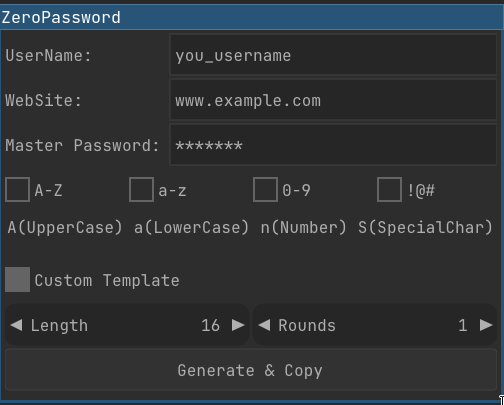 ZeroPassword
UserName: you_username
WebSite: www.example.com
Master Password: *******
A-Z a-z 0-9 !@#
A(UpperCase) a(LowerCase) n(Number) S(SpecialChar)
Custom Template
Length 16 Rounds 1
Generate & Copy